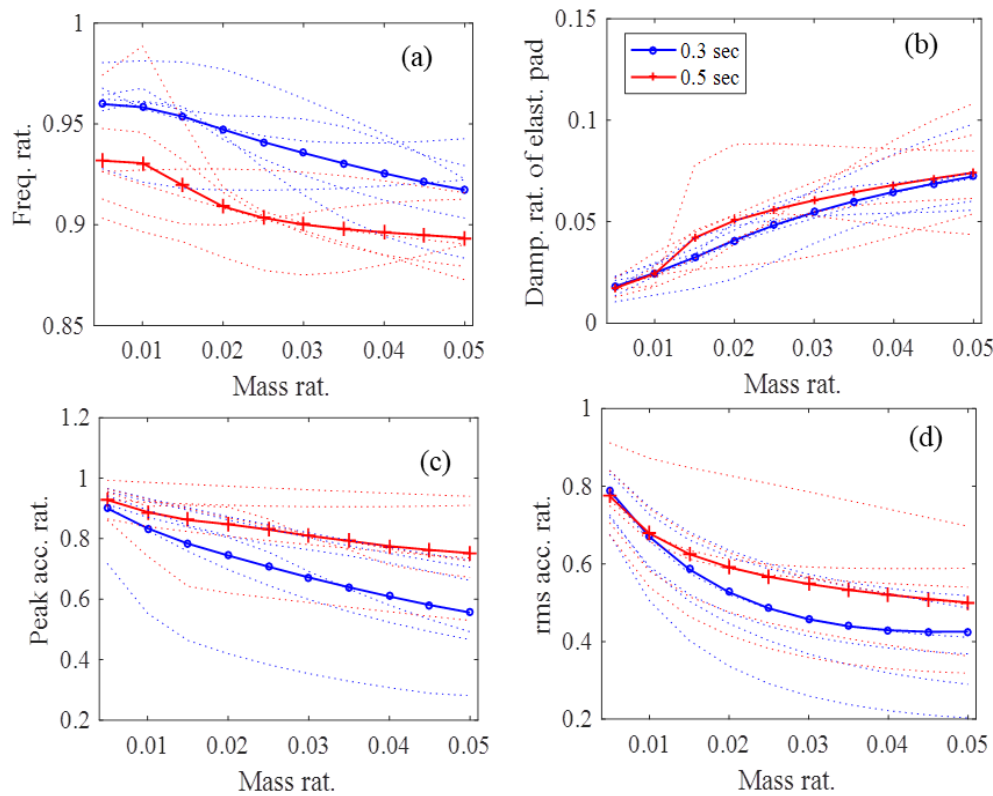 1
0.95
0.9
0.85
Freq. rat.
(a)
0.01 0.02 0.03 0.04 0.05
Mass rat.
0.15
0.1
0.05
0
Damp. rat. of elast. pad
0.3 sec
0.5 sec
(b)
0.01 0.02 0.03 0.04 0.05
Mass rat.
1.2
1
0.8
0.6
0.4
0.2
Peak acc. rat.
(c)
0.01 0.02 0.03 0.04 0.05
Mass rat.
1
0.8
0.6
0.4
0.2
rms acc. rat.
(d)
0.01 0.02 0.03 0.04 0.05
Mass rat.